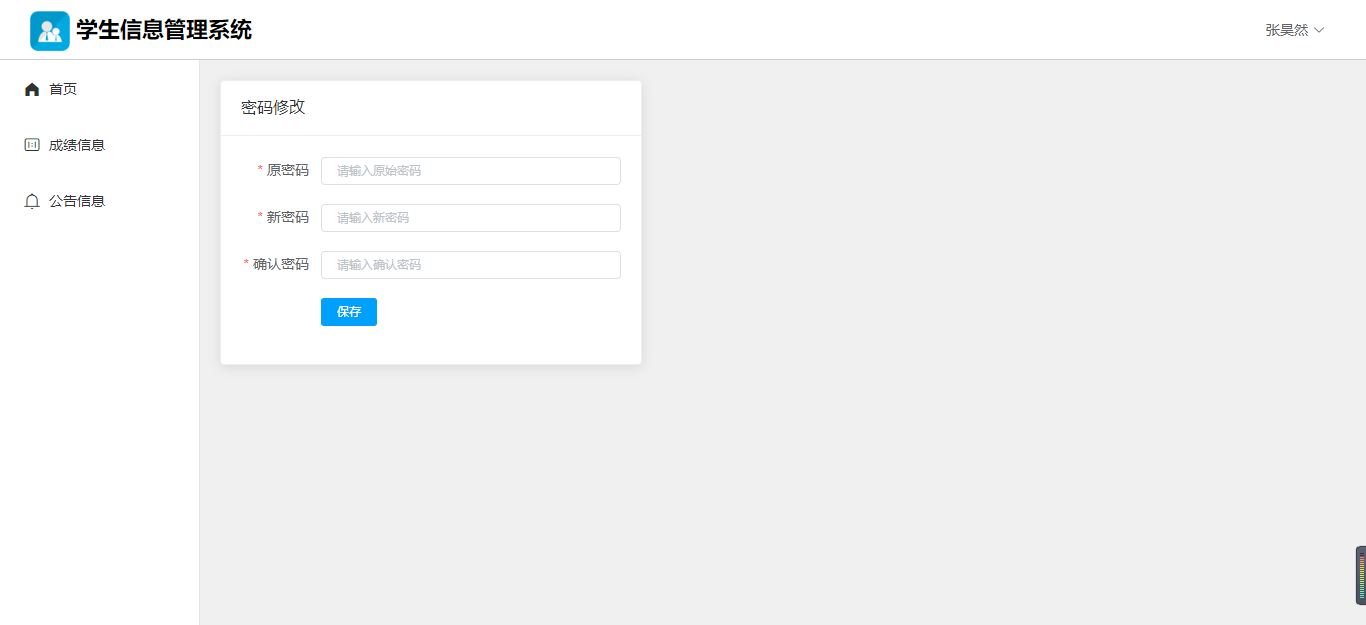 学生信息管理系统
张昊然
首页
成绩信息
公告信息
密码修改
* 原密码 请输入原始密码
* 新密码 请输入新密码
* 确认密码 请输入确认密码
保存